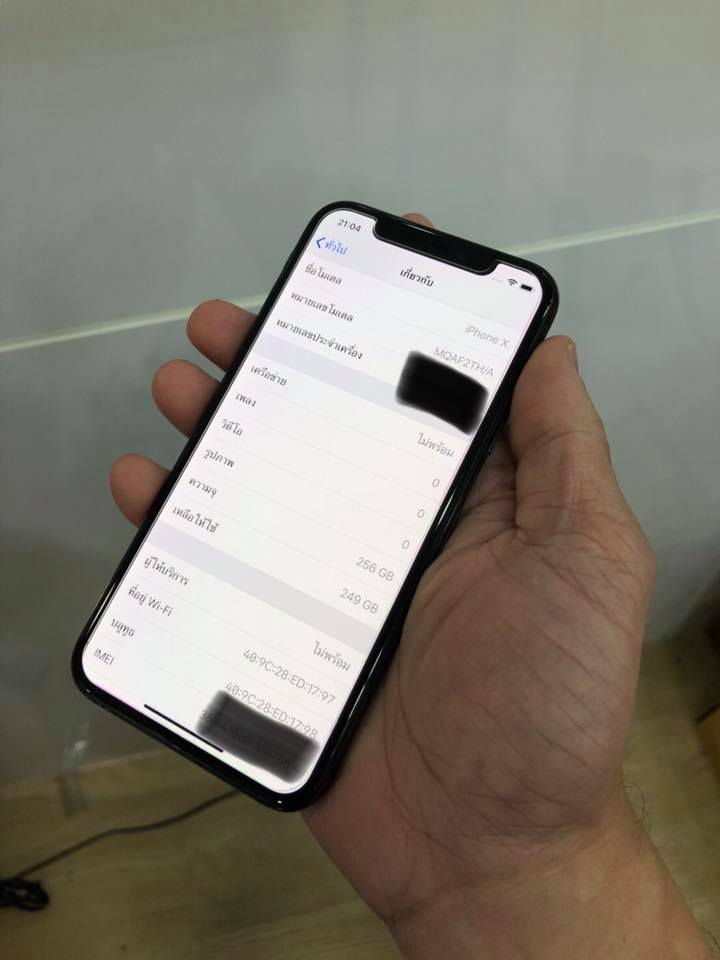 21:04
ทั่วไป
เกี่ยวกับ
ชื่อโมเดล iPhone X
หมายเลขโมเดล MQAF2TH/A
หมายเลขประจำเครื่อง
เครือข่าย ไม่พร้อม
เพลง 0
วิดีโอ 0
รูปภาพ 0
ความจุ 256 GB
เหลือให้ใช้ 249 GB
ผู้ให้บริการ ไม่พร้อม
ที่อยู่ Wi-Fi 40:9C:28:ED:17:97
บลูทูธ 40:9C:28:ED:17:98
IMEI